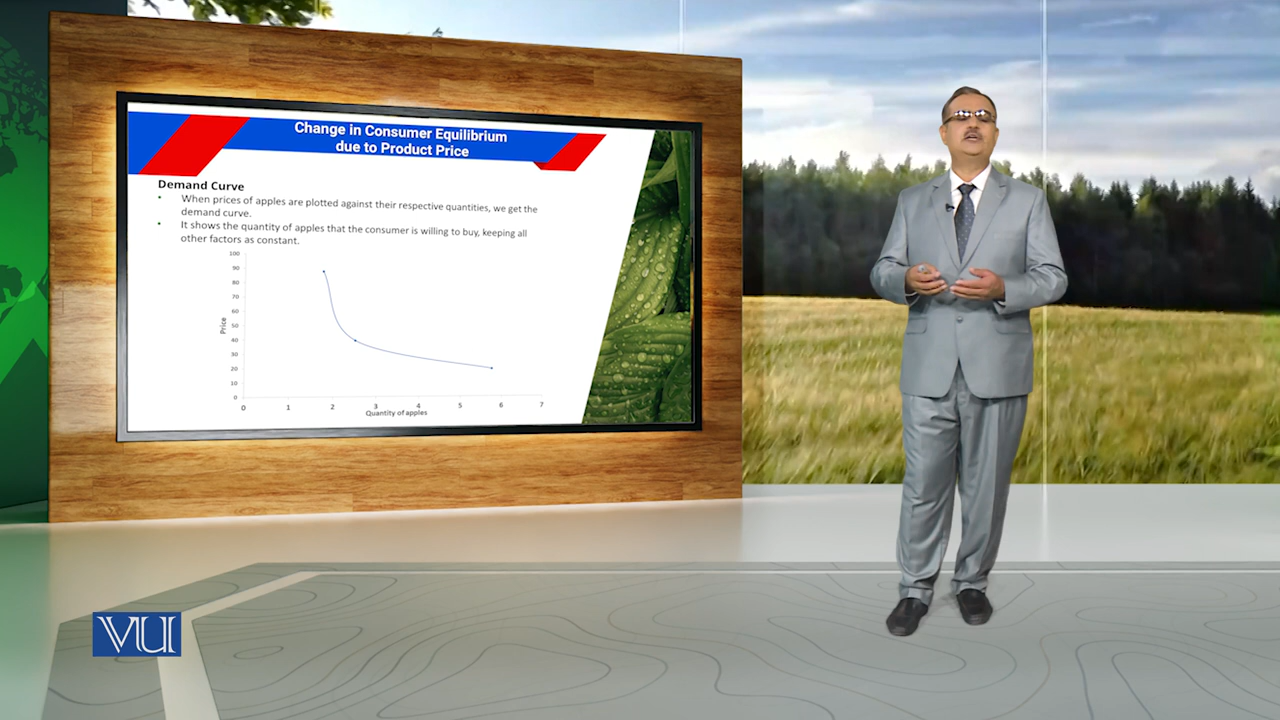 Change in Consumer Equilibrium
due to Product Price
Demand Curve
• When prices of apples are plotted against their respective quantities, we get the
demand curve.
• It shows the quantity of apples that the consumer is willing to buy, keeping all
other factors as constant.
100
90
80
70
60
50
40
30
20
10
0
Price
0 1 2 3 4 5 6 7
Quantity of apples
VU